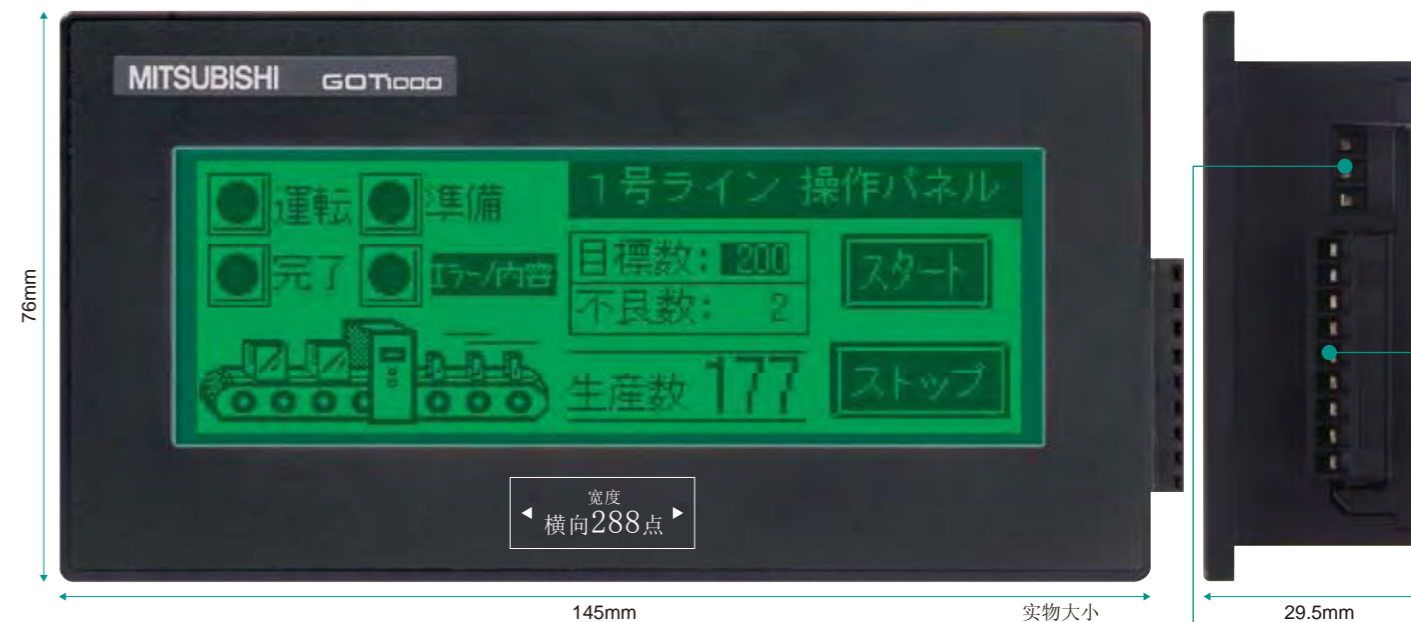 MITSUBISHI GOT1000
運転 準備
1号ライン 操作パネル
完了 エラー内容
目標数: 200
スタート
不良数: 2
生産数 177
ストップ
76mm
宽度
横向288点
145mm
实物大小
29.5mm